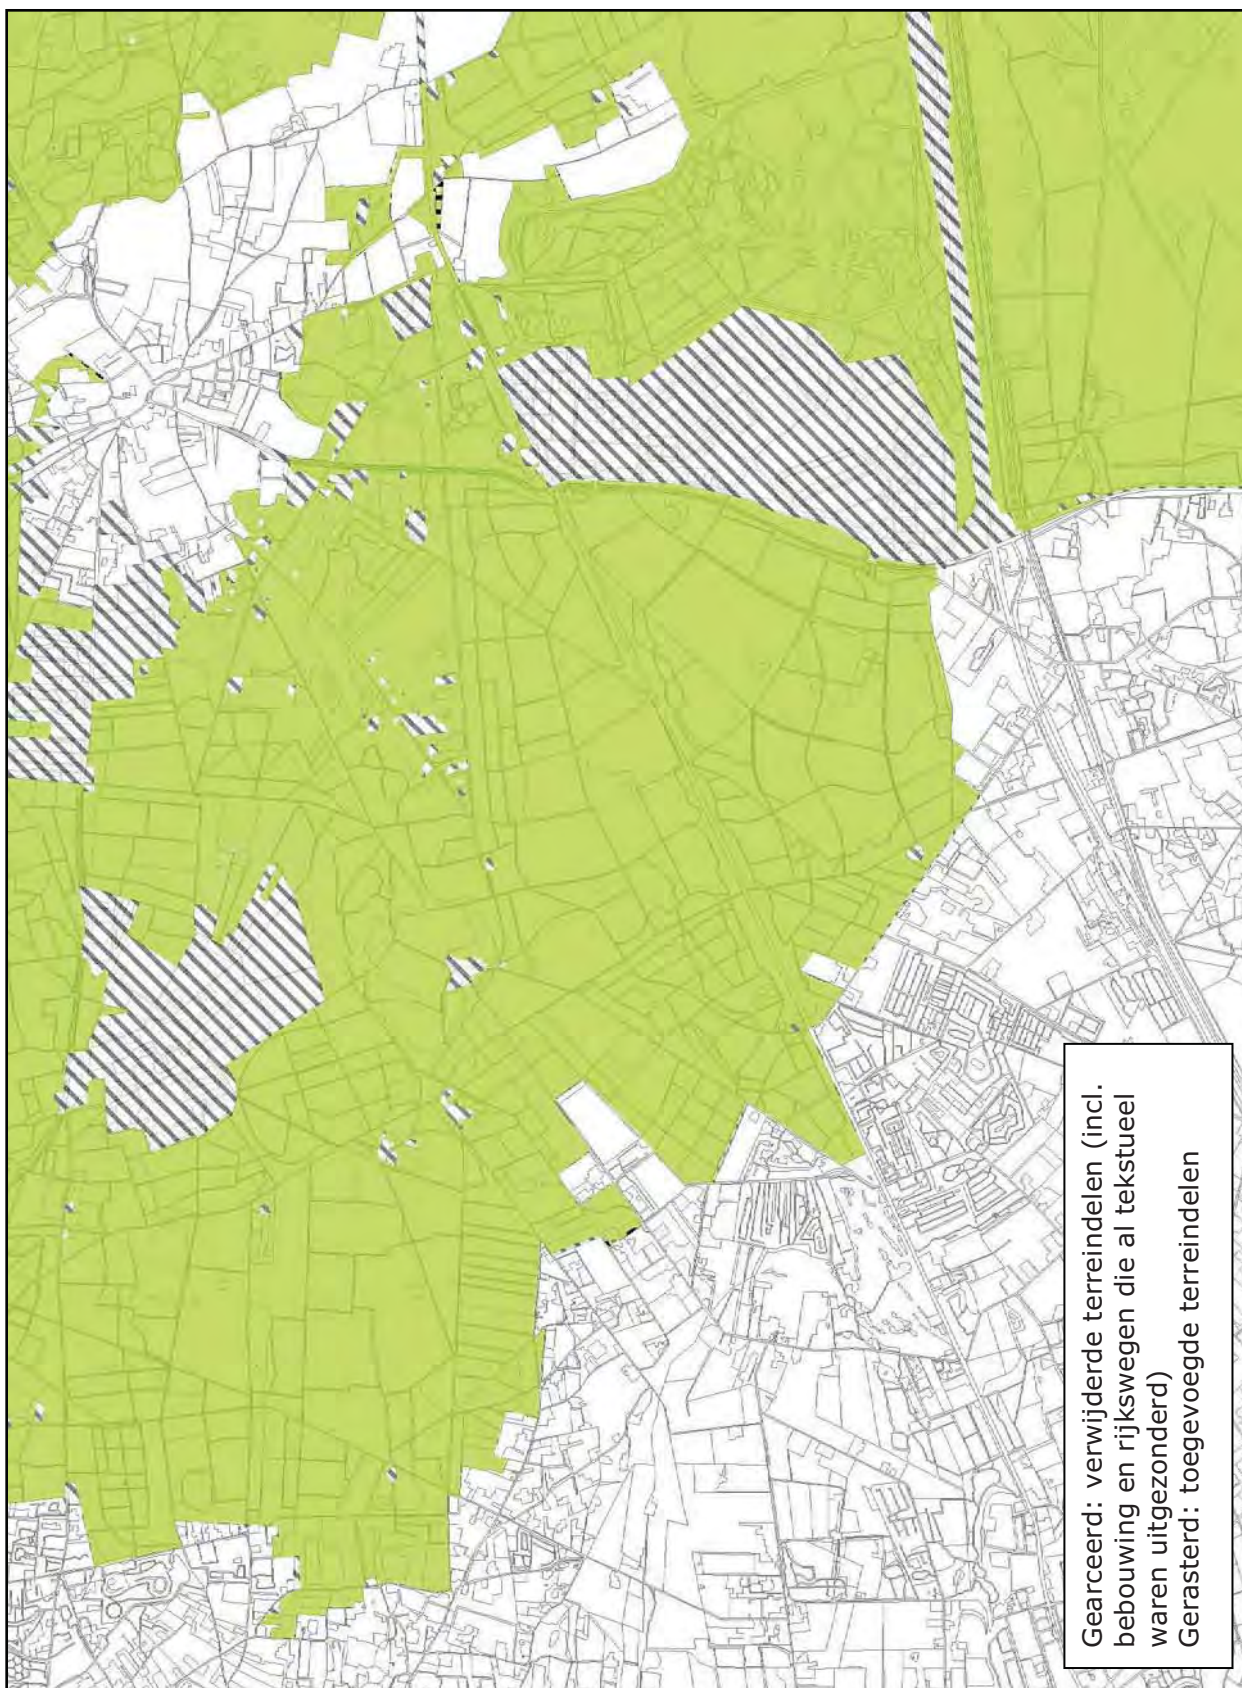 Gearceerd: verwijderde terreindelen (incl.
bebouwing en rijkswegen die al tekstueel
waren uitgezonderd)
Gerasterd: toegevoegde terreindelen